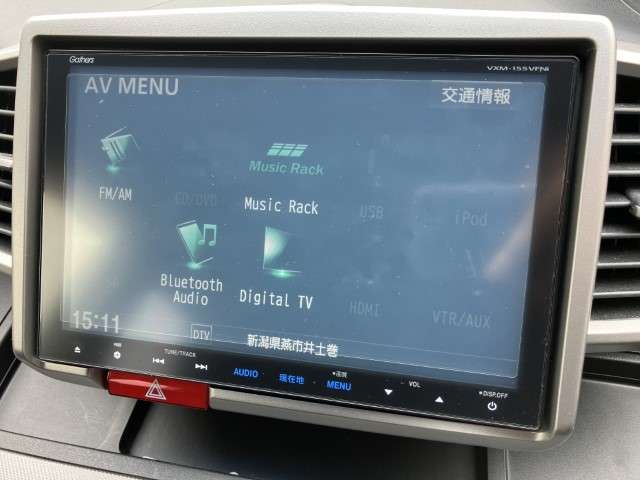 Gathers
VXM-155VFNi
AV MENU
交通情報
Music Rack
FM/AM
CD/DVD
Music Rack
USB
iPod
Bluetooth Audio
Digital TV
HDMI
VTR/AUX
15:11
DTV
新潟県燕市井土巻
TUNE/TRACK
AUDIO
現在地
MENU
VOL
DISP.OFF